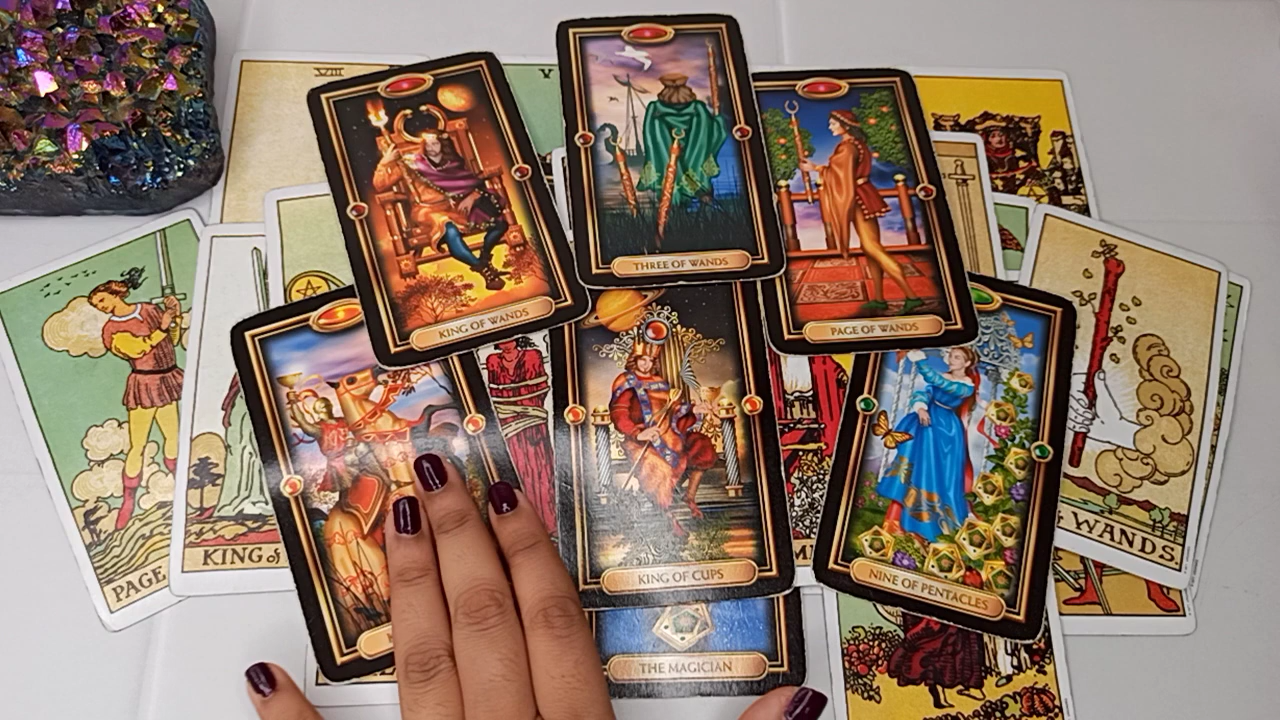 VIII
V
THREE OF WANDS
KING OF WANDS
PAGE OF WANDS
KING OF CUPS
NINE OF PENTACLES
WANDS
KING of
PAGE
THE MAGICIAN